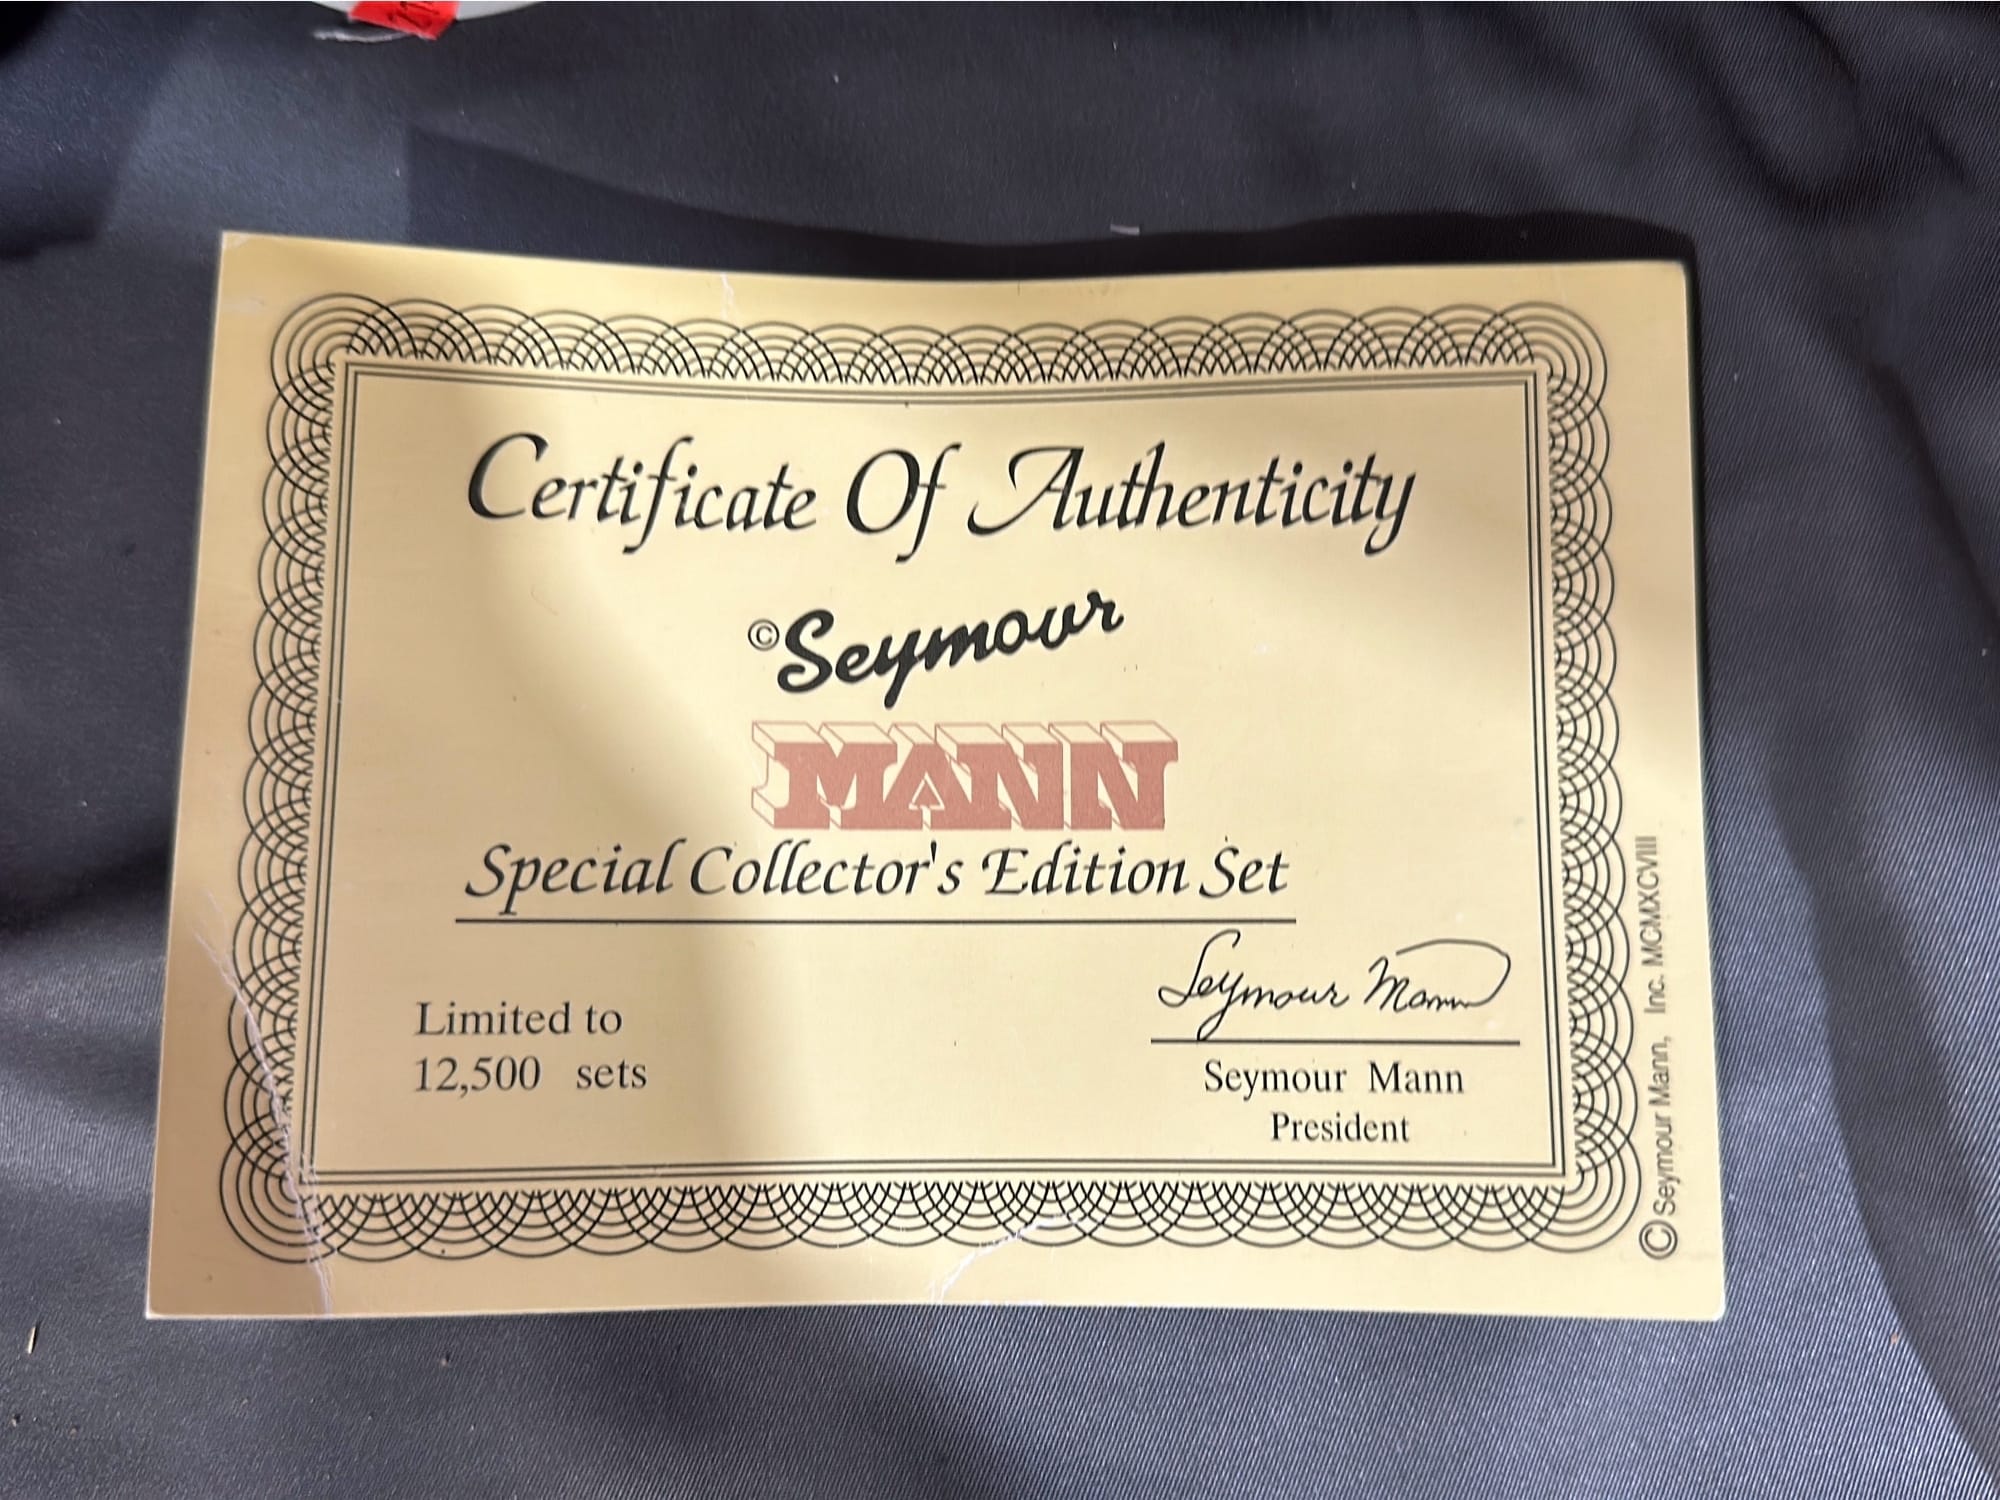 Certificate Of Authenticity
©Seymour
MANN
Special Collector's Edition Set
Limited to
12,500 sets
Seymour Mann
Seymour Mann
President
© Seymour Mann, Inc. MCMXCVIII